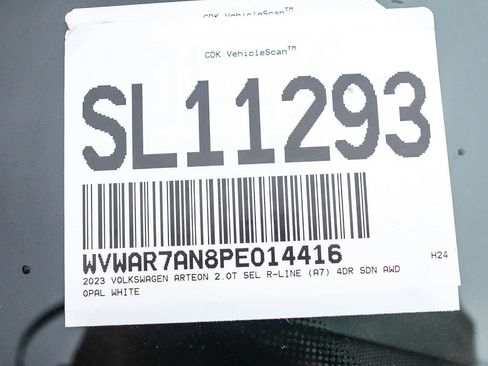 CDK VehicleScan™
CDK VehicleScan™
SL11293
WVWAR7AN8PE014416
H24
2023 VOLKSWAGEN ARTEON 2.0T SEL R-LINE (A7) 4DR SDN AWD
OPAL WHITE